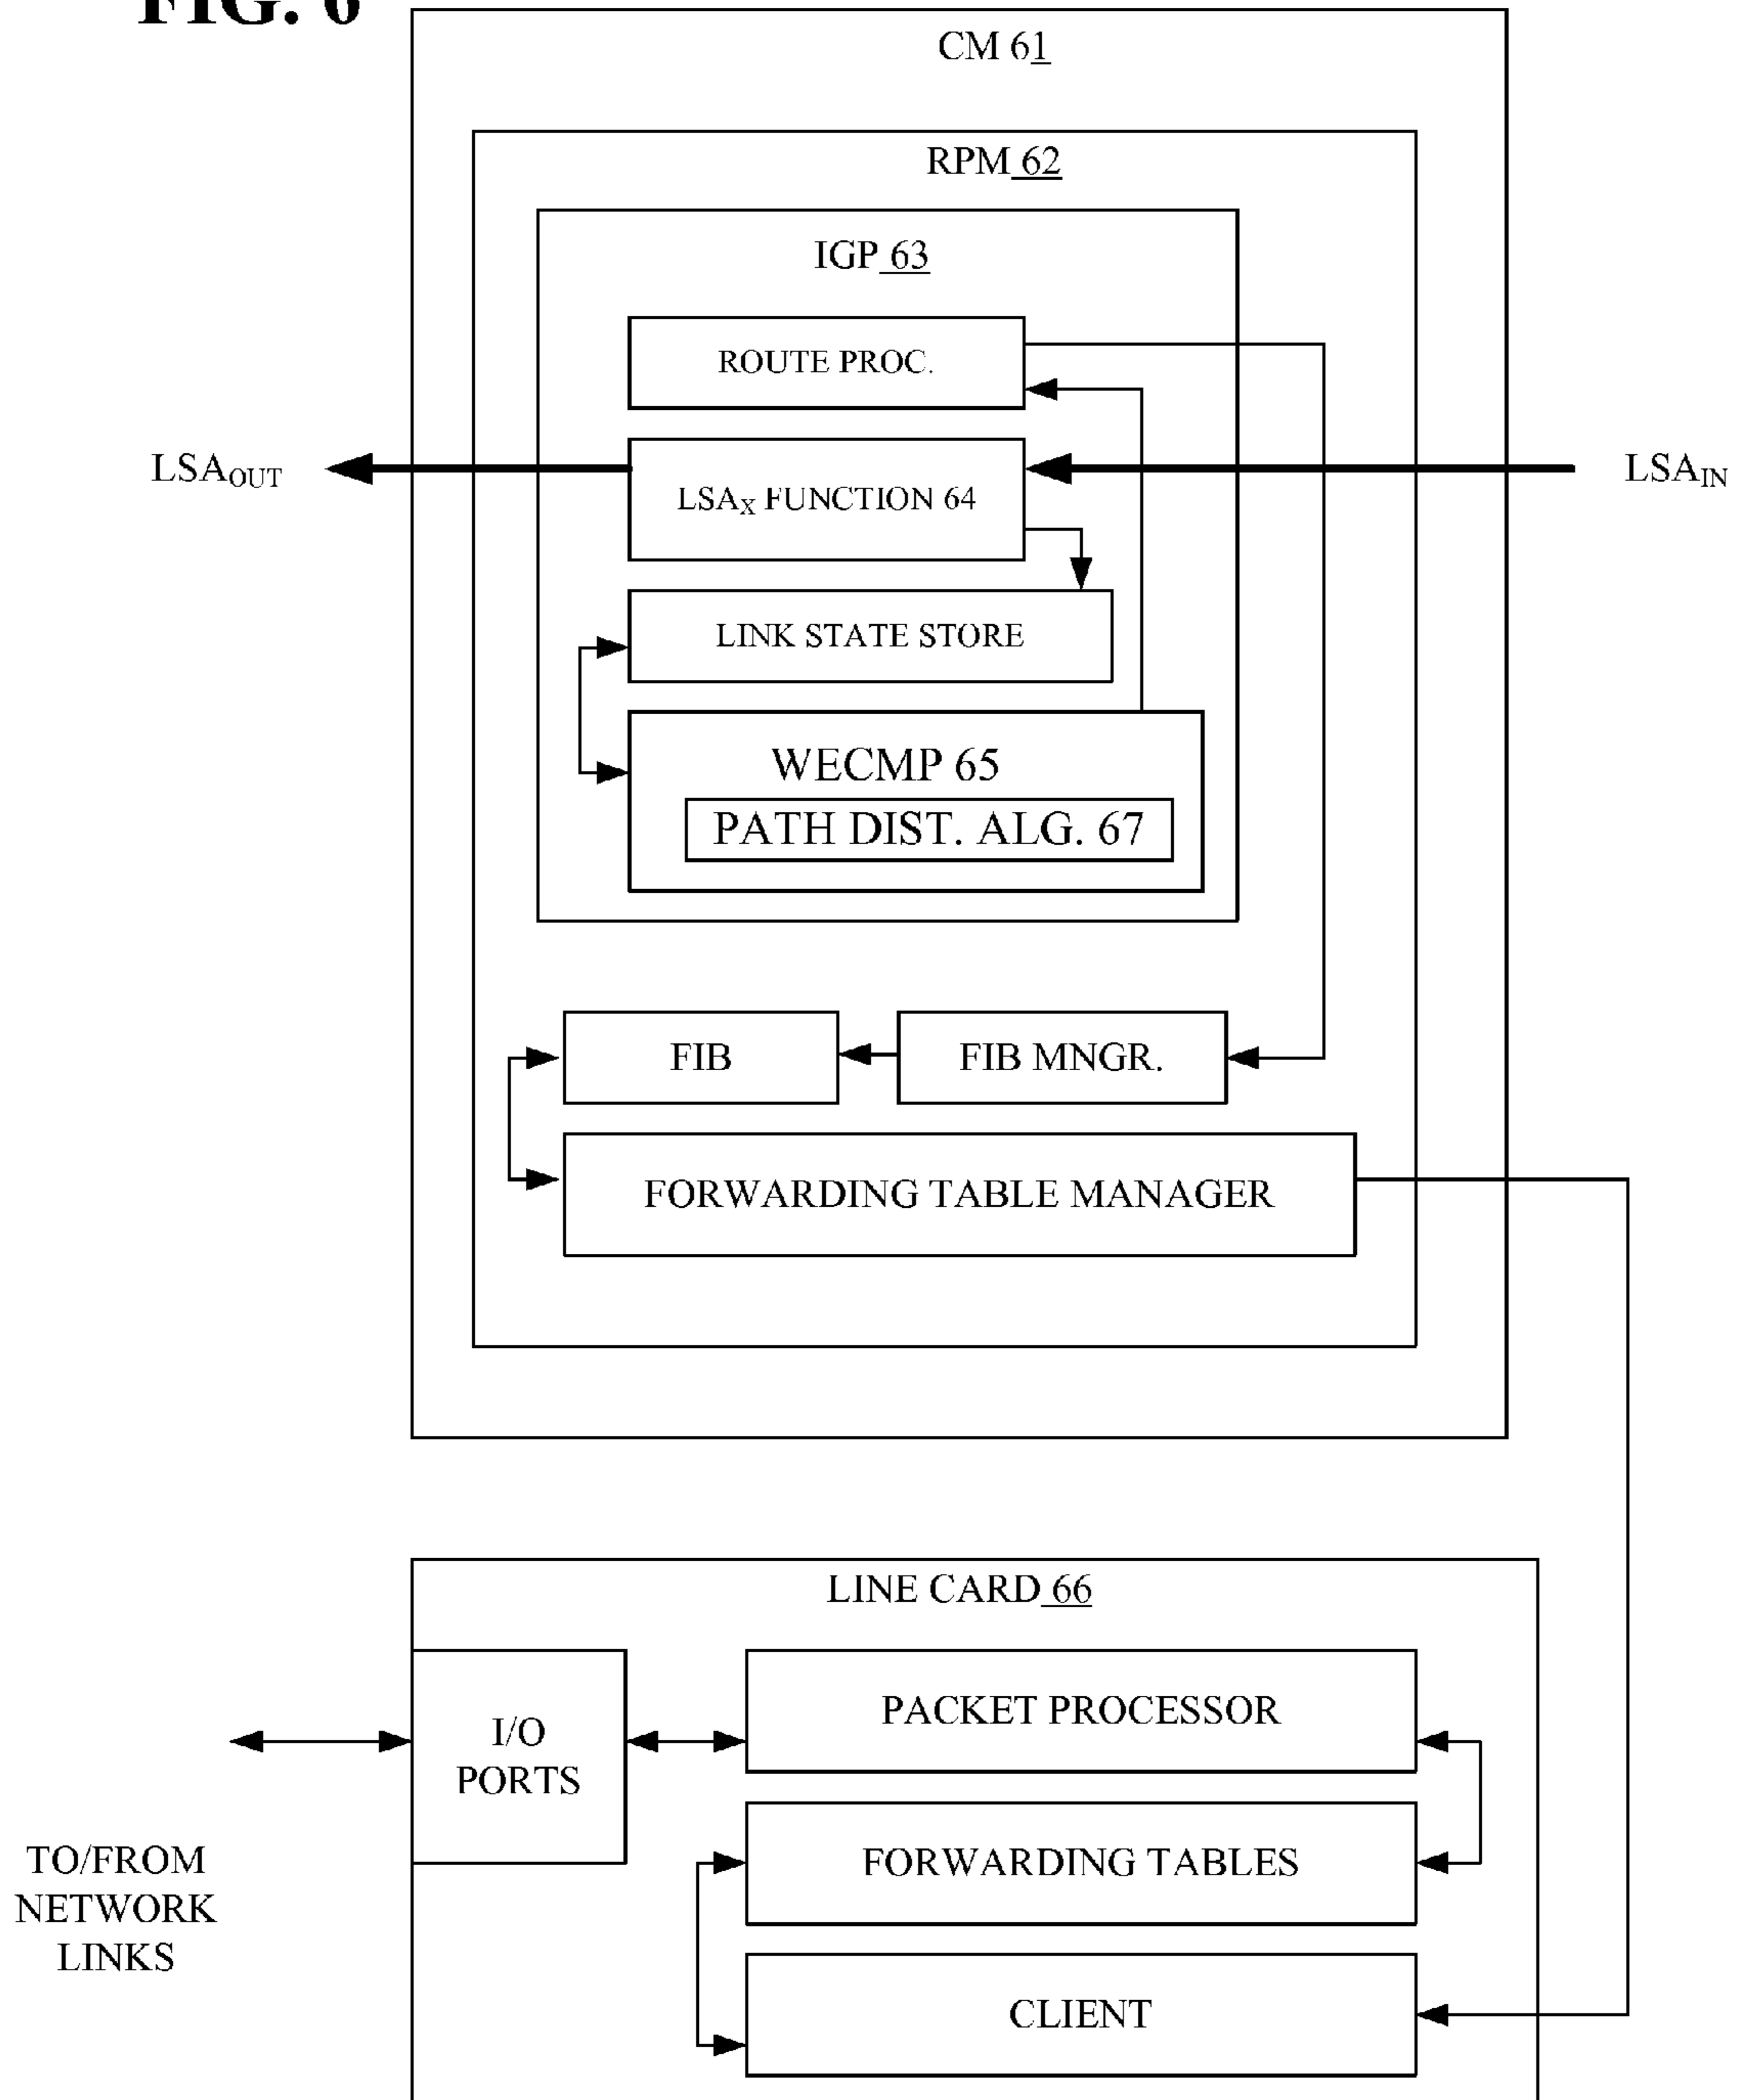 FIG. 6
CM 61
RPM 62
IGP 63
ROUTE PROC.
LSAOUT
LSAIN
LSAX FUNCTION 64
LINK STATE STORE
WECMP 65
PATH DIST. ALG. 67
FIB
FIB MNGR.
FORWARDING TABLE MANAGER
LINE CARD 66
I/O
PORTS
PACKET PROCESSOR
TO/FROM
NETWORK
LINKS
FORWARDING TABLES
CLIENT